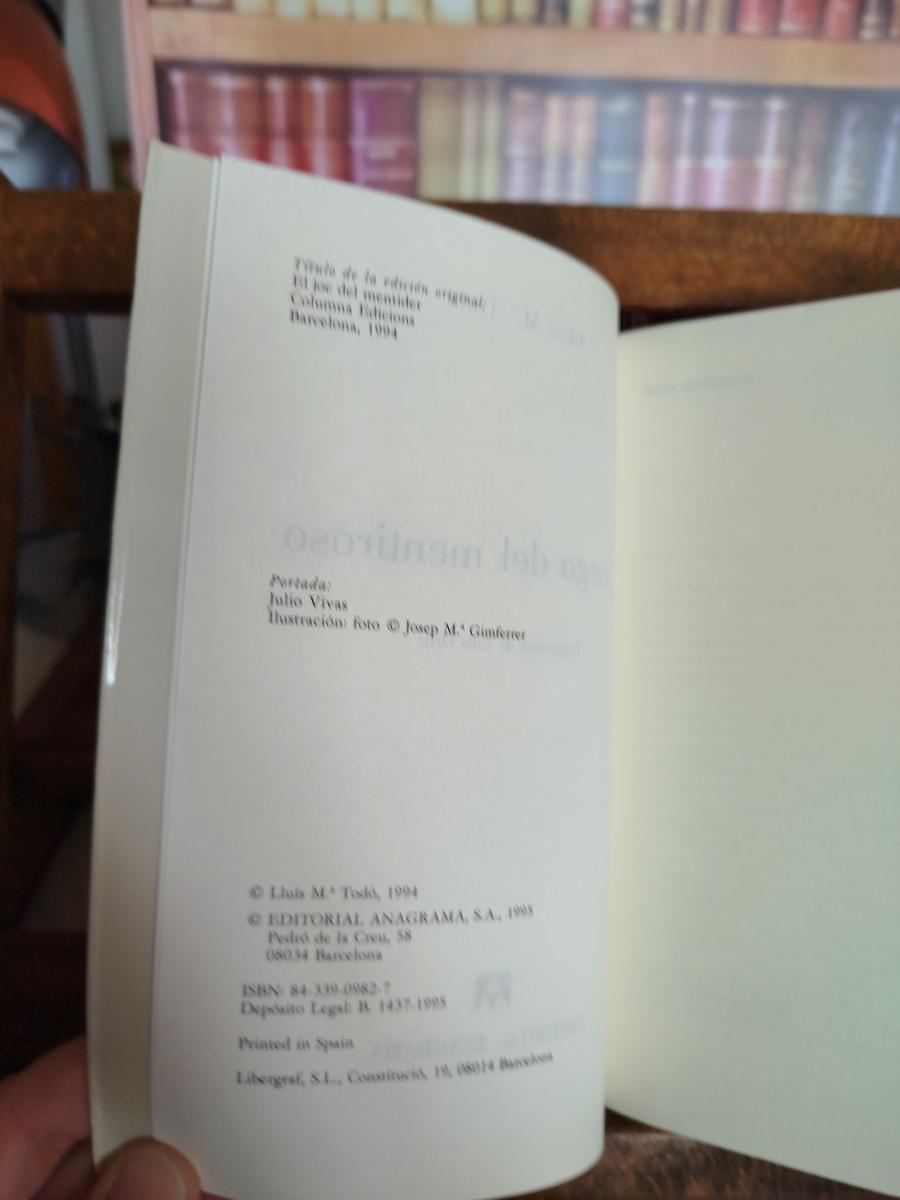 Título de la edición original:
El joc del mentider
Columna Edicions
Barcelona, 1994
Portada:
Julio Vivas
Ilustración: foto © Josep M.ª Gimferrer
© Lluís M.ª Todó, 1994
© EDITORIAL ANAGRAMA, S.A., 1995
Pedró de la Creu, 58
08034 Barcelona
ISBN: 84-339-0982-7
Depósito Legal: B. 1437-1995
Printed in Spain
Libergraf, S.L., Constitució, 19, 08014 Barcelona